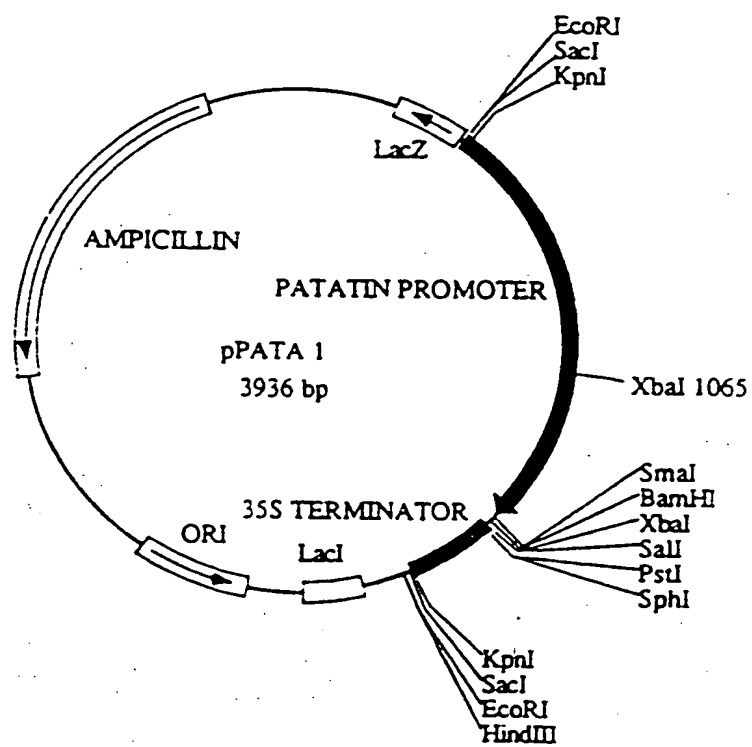 EcoRI
SacI
KpnI
LacZ
AMPICILLIN
PATATIN PROMOTER
pPATA 1
3936 bp
XbaI 1065
SmaI
BamHI
XbaI
SalI
PstI
SphI
35S TERMINATOR
ORI
LacI
KpnI
SacI
EcoRI
HindIII